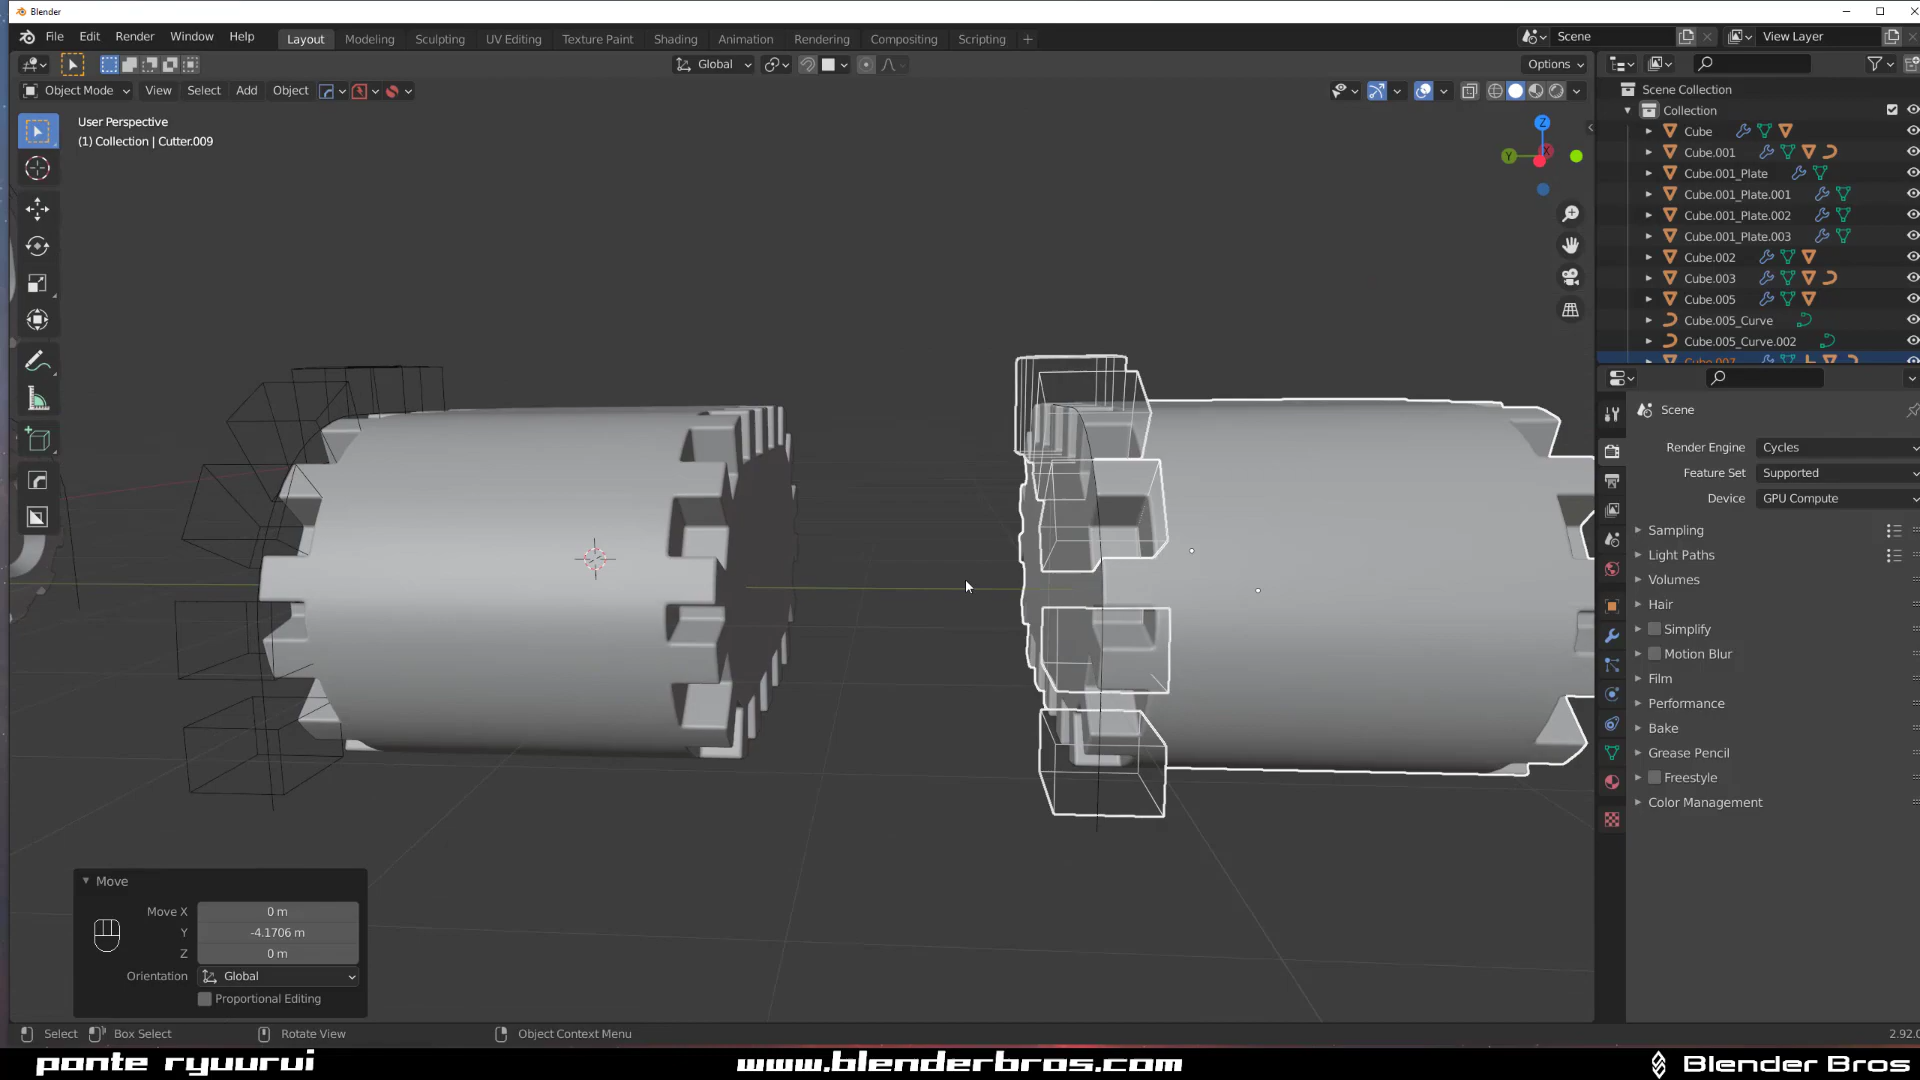 Blender
File Edit Render Window Help Layout Modeling Sculpting UV Editing Texture Paint Shading Animation Rendering Compositing Scripting + Scene View Layer
Global Options
Object Mode View Select Add Object
User Perspective
(1) Collection | Cutter.009
Z
Y
X
Scene Collection
Collection
Cube
Cube.001
Cube.001_Plate
Cube.001_Plate.001
Cube.001_Plate.002
Cube.001_Plate.003
Cube.002
Cube.003
Cube.005
Cube.005_Curve
Cube.005_Curve.002
Cube.007
Scene
Render Engine Cycles
Feature Set Supported
Device GPU Compute
Sampling
Light Paths
Volumes
Hair
Simplify
Motion Blur
Film
Performance
Bake
Grease Pencil
Freestyle
Color Management
Move
Move X 0 m
Y -4.1706 m
Z 0 m
Orientation Global
Proportional Editing
Select Box Select Rotate View Object Context Menu 2.92.0
ponte ryuurui www.blenderbros.com Blender Bros